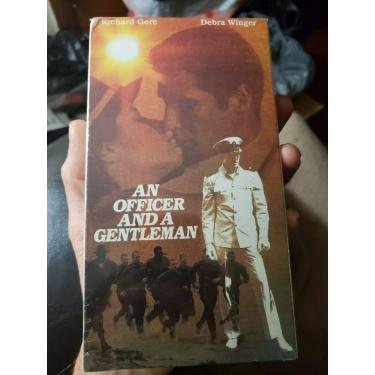 Richard Gere
Debra Winger
AN
OFFICER
AND A
GENTLEMAN